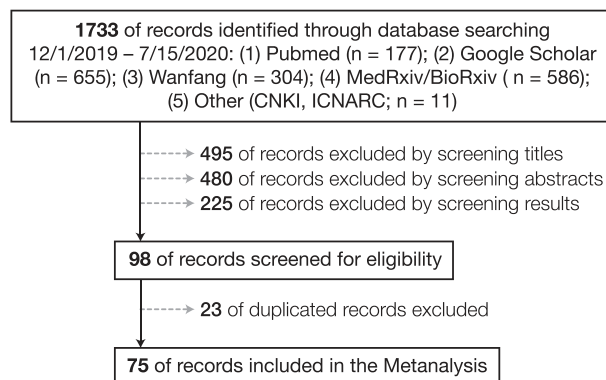 1733 of records identified through database searching
12/1/2019 – 7/15/2020: (1) Pubmed (n = 177); (2) Google Scholar
(n = 655); (3) Wanfang (n = 304); (4) MedRxiv/BioRxiv ( n = 586);
(5) Other (CNKI, ICNARC; n = 11)
495 of records excluded by screening titles
480 of records excluded by screening abstracts
225 of records excluded by screening results
98 of records screened for eligibility
23 of duplicated records excluded
75 of records included in the Metanalysis